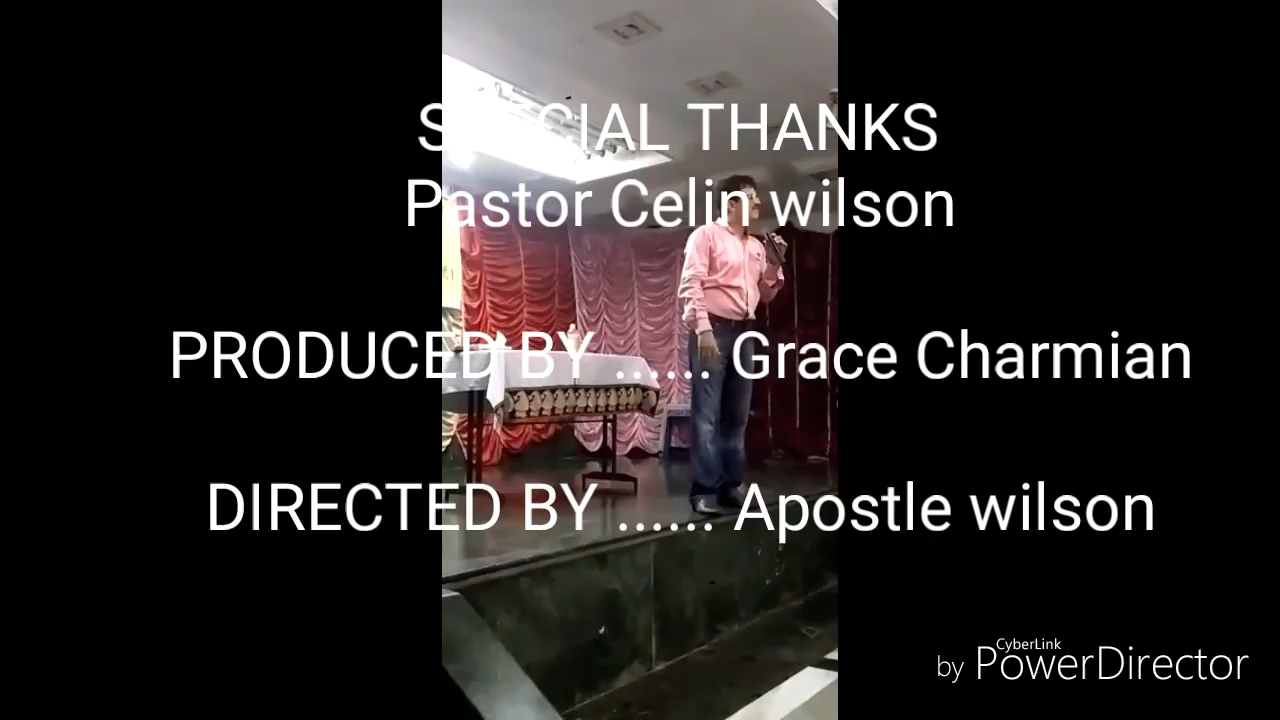 SPECIAL THANKS
Pastor Celin wilson
PRODUCED BY ...... Grace Charmian
DIRECTED BY ...... Apostle wilson
CyberLink
by PowerDirector